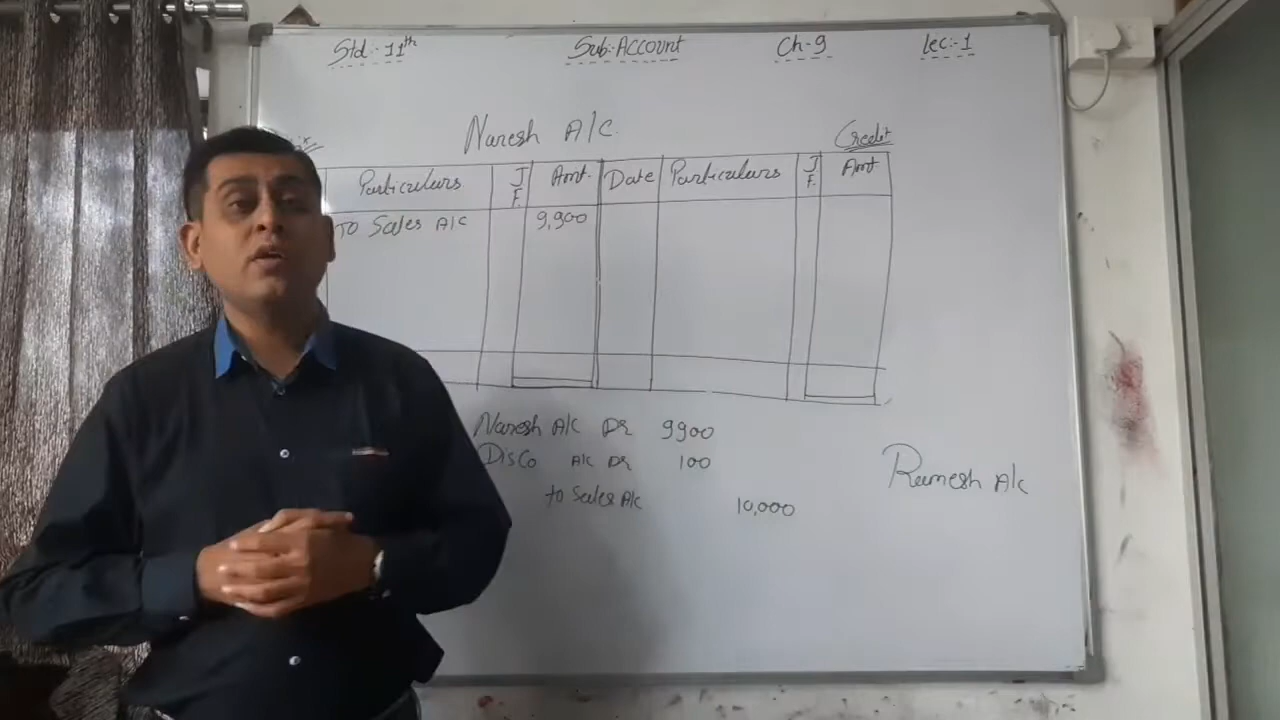 Std:- 11th Sub:- Account Ch-9 Lec:-1
Naresh A/C. Credit
Particulars J.F. Amt. Date Particulars J.F. Amt
To Sales A/C 9,900
Naresh A/C Dr 9900
Disco A/C Dr 100
to Sales A/C 10,000
Ramesh A/C